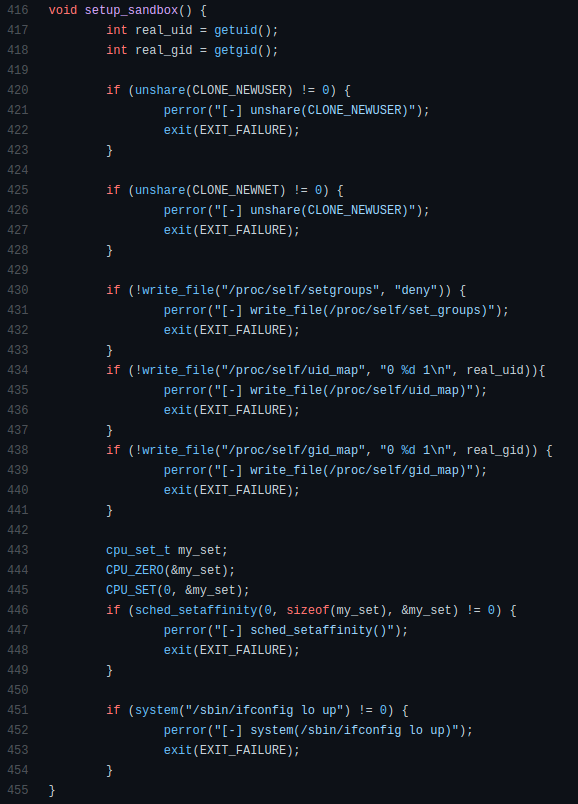 416 void setup_sandbox() {
417         int real_uid = getuid();
418         int real_gid = getgid();
419
420         if (unshare(CLONE_NEWUSER) != 0) {
421                 perror("[-] unshare(CLONE_NEWUSER)");
422                 exit(EXIT_FAILURE);
423         }
424
425         if (unshare(CLONE_NEWNET) != 0) {
426                 perror("[-] unshare(CLONE_NEWUSER)");
427                 exit(EXIT_FAILURE);
428         }
429
430         if (!write_file("/proc/self/setgroups", "deny")) {
431                 perror("[-] write_file(/proc/self/set_groups)");
432                 exit(EXIT_FAILURE);
433         }
434         if (!write_file("/proc/self/uid_map", "0 %d 1\n", real_uid)){
435                 perror("[-] write_file(/proc/self/uid_map)");
436                 exit(EXIT_FAILURE);
437         }
438         if (!write_file("/proc/self/gid_map", "0 %d 1\n", real_gid)) {
439                 perror("[-] write_file(/proc/self/gid_map)");
440                 exit(EXIT_FAILURE);
441         }
442
443         cpu_set_t my_set;
444         CPU_ZERO(&my_set);
445         CPU_SET(0, &my_set);
446         if (sched_setaffinity(0, sizeof(my_set), &my_set) != 0) {
447                 perror("[-] sched_setaffinity()");
448                 exit(EXIT_FAILURE);
449         }
450
451         if (system("/sbin/ifconfig lo up") != 0) {
452                 perror("[-] system(/sbin/ifconfig lo up)");
453                 exit(EXIT_FAILURE);
454         }
455 }